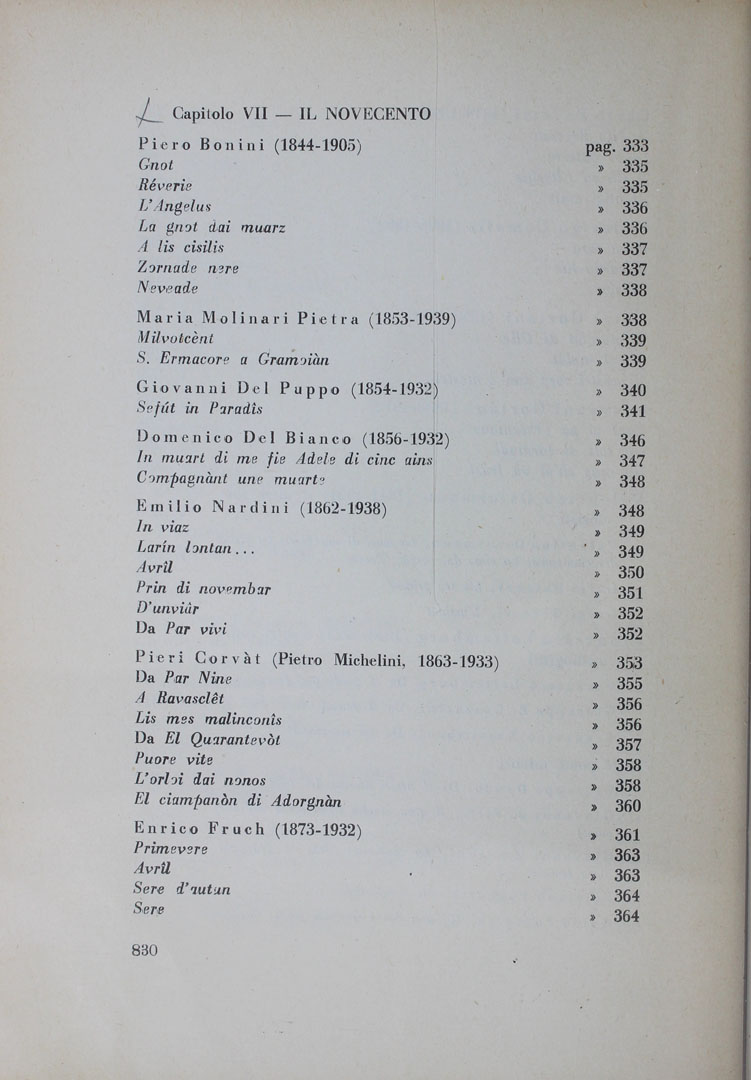 Capitolo VII — IL NOVECENTO
Piero Bonini (1844-1905) pag. 333
Gnot » 335
Réverie » 335
L'Angelus » 336
La gnot dai muarz » 336
A lis cisilis » 337
Zornade nere » 337
Neveade » 338
Maria Molinari Pietra (1853-1939) » 338
Milvotcènt » 339
S. Ermacore a Gramoiàn » 339
Giovanni Del Puppo (1854-1932) » 340
Sefút in Paradîs » 341
Domenico Del Bianco (1856-1932) » 346
In muart di me fie Adele di cinc ains » 347
Compagnànt une muarte » 348
Emilio Nardini (1862-1938) » 348
In viaz » 349
Larín lontan... » 349
Avrîl » 350
Prin di novembar » 351
D'unviár » 352
Da Par vivi » 352
Pieri Corvàt (Pietro Michelini, 1863-1933) » 353
Da Par Nine » 355
A Ravasclêt » 356
Lis mes malinconîs » 356
Da El Quarantevòt » 357
Puore vite » 358
L'orloi dai nonos » 358
El ciampanòn di Adorgnàn » 360
Enrico Fruch (1873-1932) » 361
Primevere » 363
Avrîl » 363
Sere d'autun » 364
Sere » 364
830